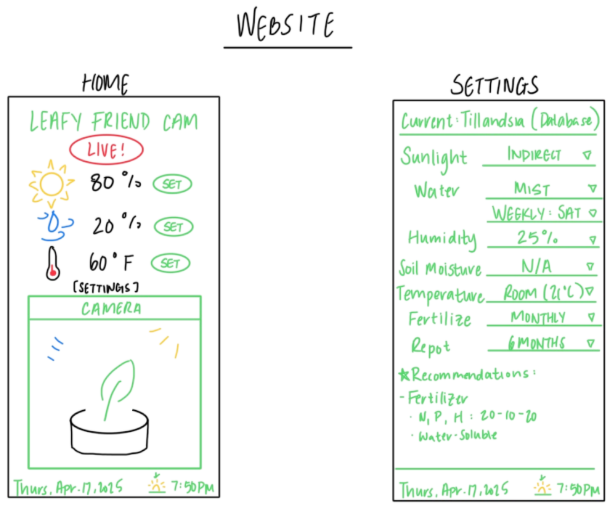 WEBSITE
HOME
LEAFY FRIEND CAM
LIVE!
80 % SET
20 % SET
60°F SET
[SETTINGS]
CAMERA
Thurs, Apr. 17, 2025 7:50PM
SETTINGS
Current: Tillandsia (Database)
Sunlight INDIRECT
Water MIST
WEEKLY: SAT
Humidity 25%
Soil Moisture N/A
Temperature ROOM (21°C)
Fertilize MONTHLY
Repot 6 MONTHS
★Recommendations:
- Fertilizer
· N, P, H : 20-10-20
· Water-Soluble
Thurs, Apr. 17, 2025 7:50PM